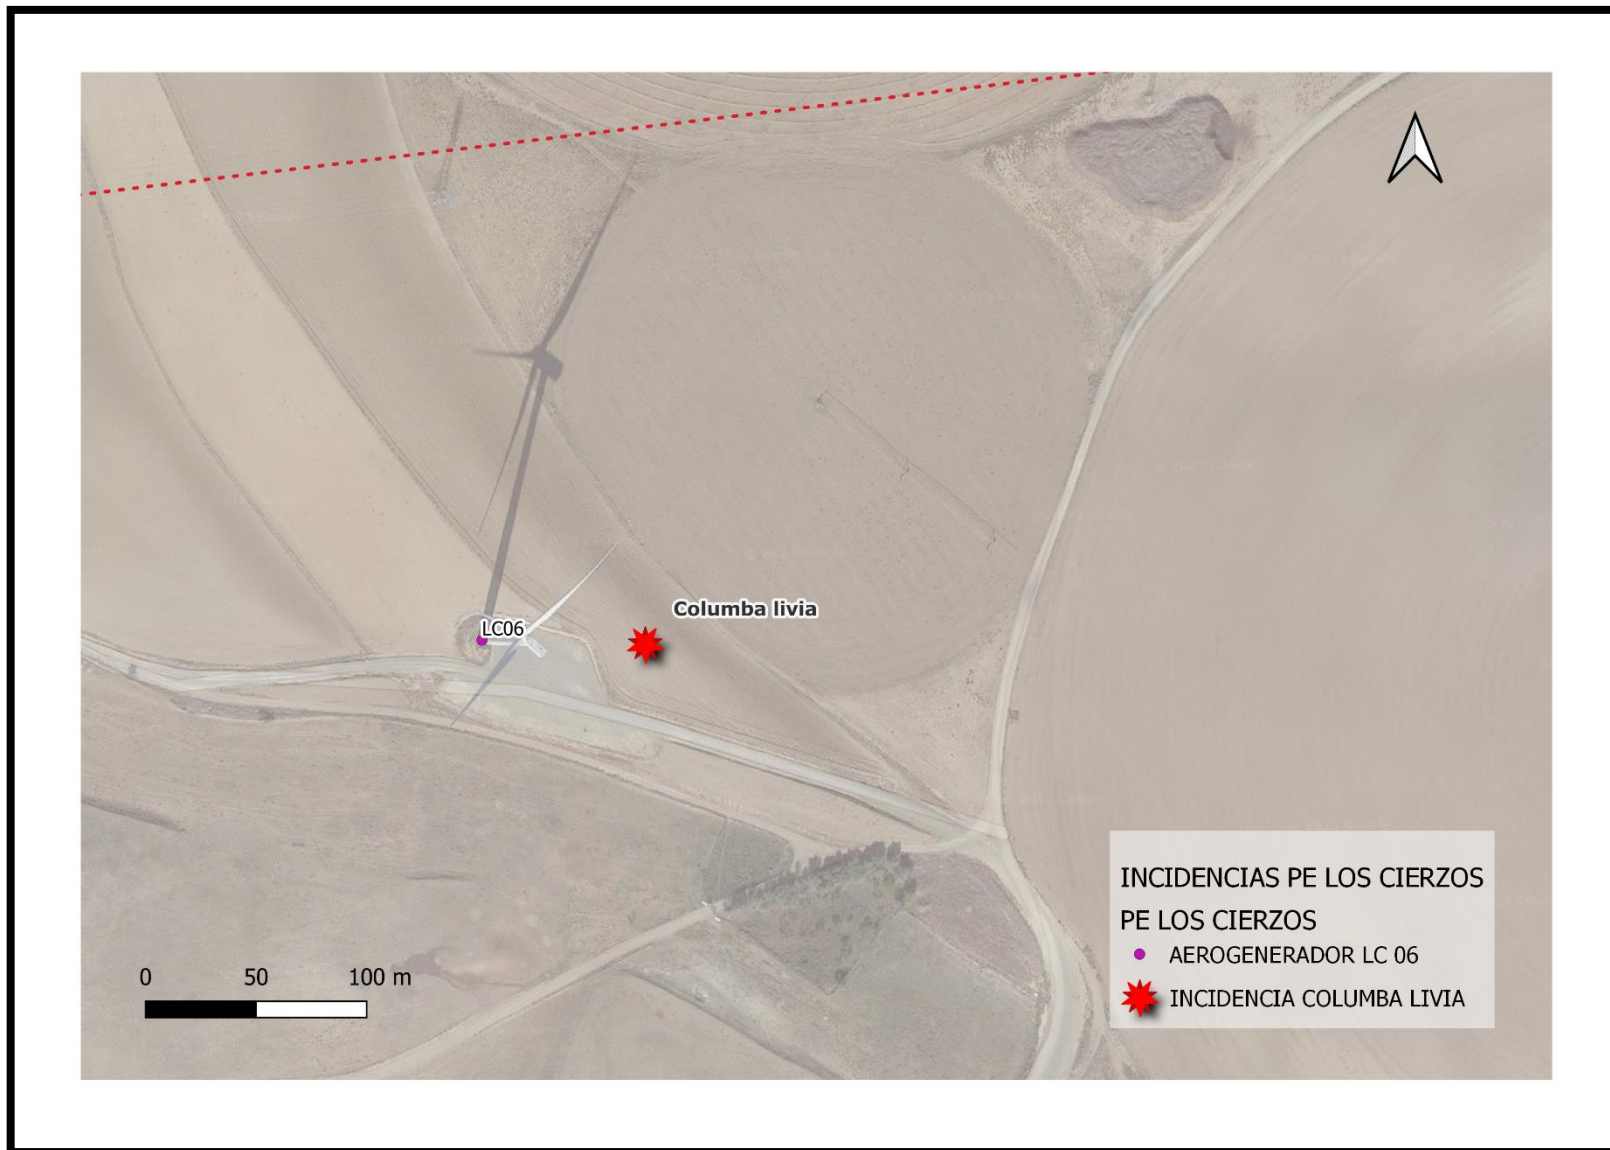 Columba livia
LC06
INCIDENCIAS PE LOS CIERZOS
PE LOS CIERZOS
AEROGENERADOR LC 06
INCIDENCIA COLUMBA LIVIA
0 50 100 m